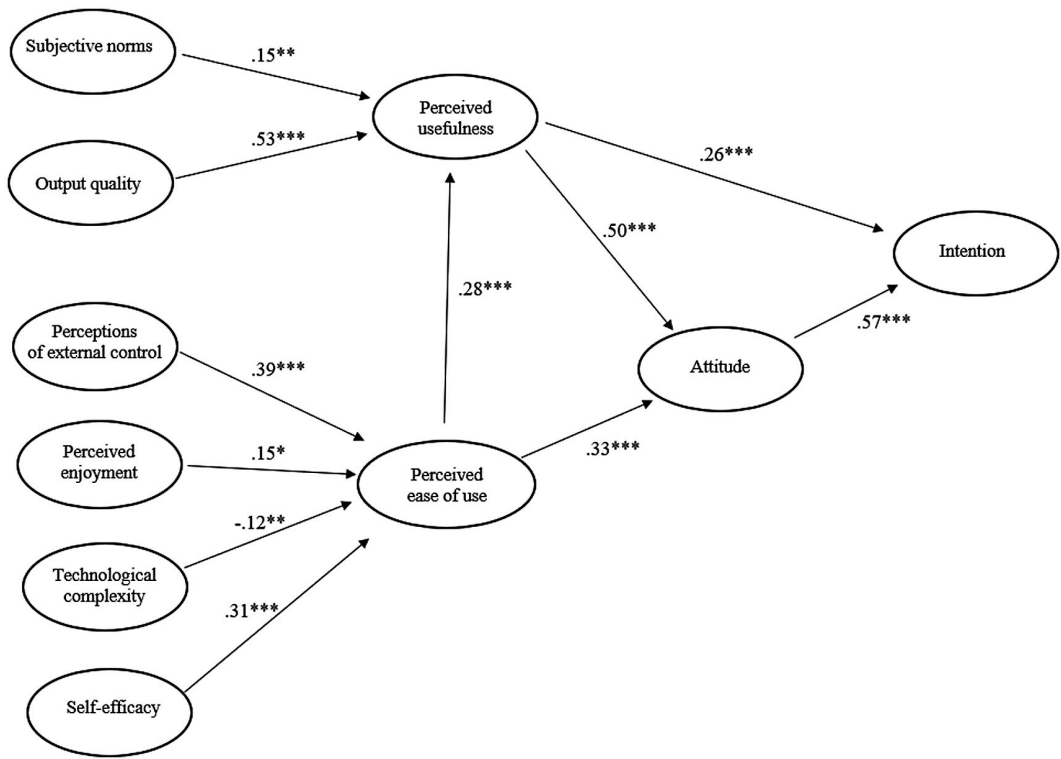 Subjective norms
.15**
Perceived
usefulness
Output quality
.53***
.26***
.50***
Intention
.28***
Perceptions
of external control
.39***
.57***
Attitude
Perceived
enjoyment
.15*
.33***
Perceived
ease of use
-.12**
Technological
complexity
.31***
Self-efficacy